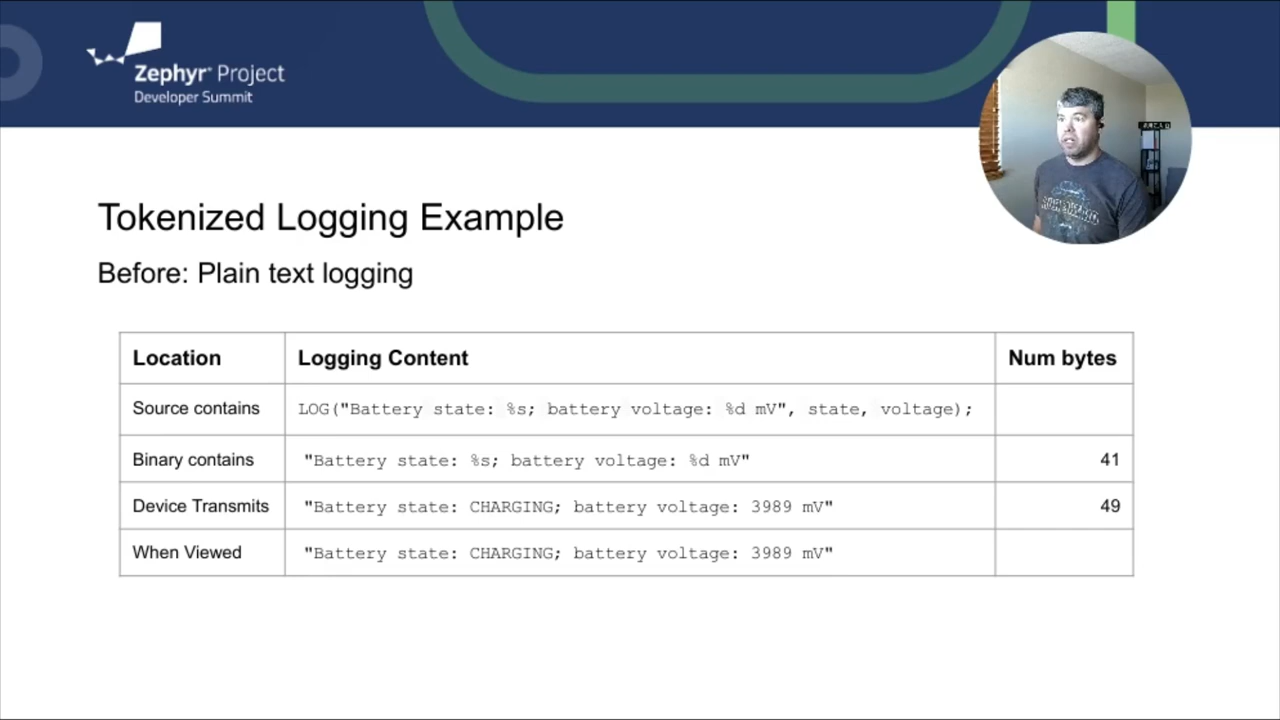 Zephyr™ Project
Developer Summit
Tokenized Logging Example
Before: Plain text logging
Location Logging Content Num bytes
Source contains LOG("Battery state: %s; battery voltage: %d mV", state, voltage);
Binary contains "Battery state: %s; battery voltage: %d mV" 41
Device Transmits "Battery state: CHARGING; battery voltage: 3989 mV" 49
When Viewed "Battery state: CHARGING; battery voltage: 3989 mV"